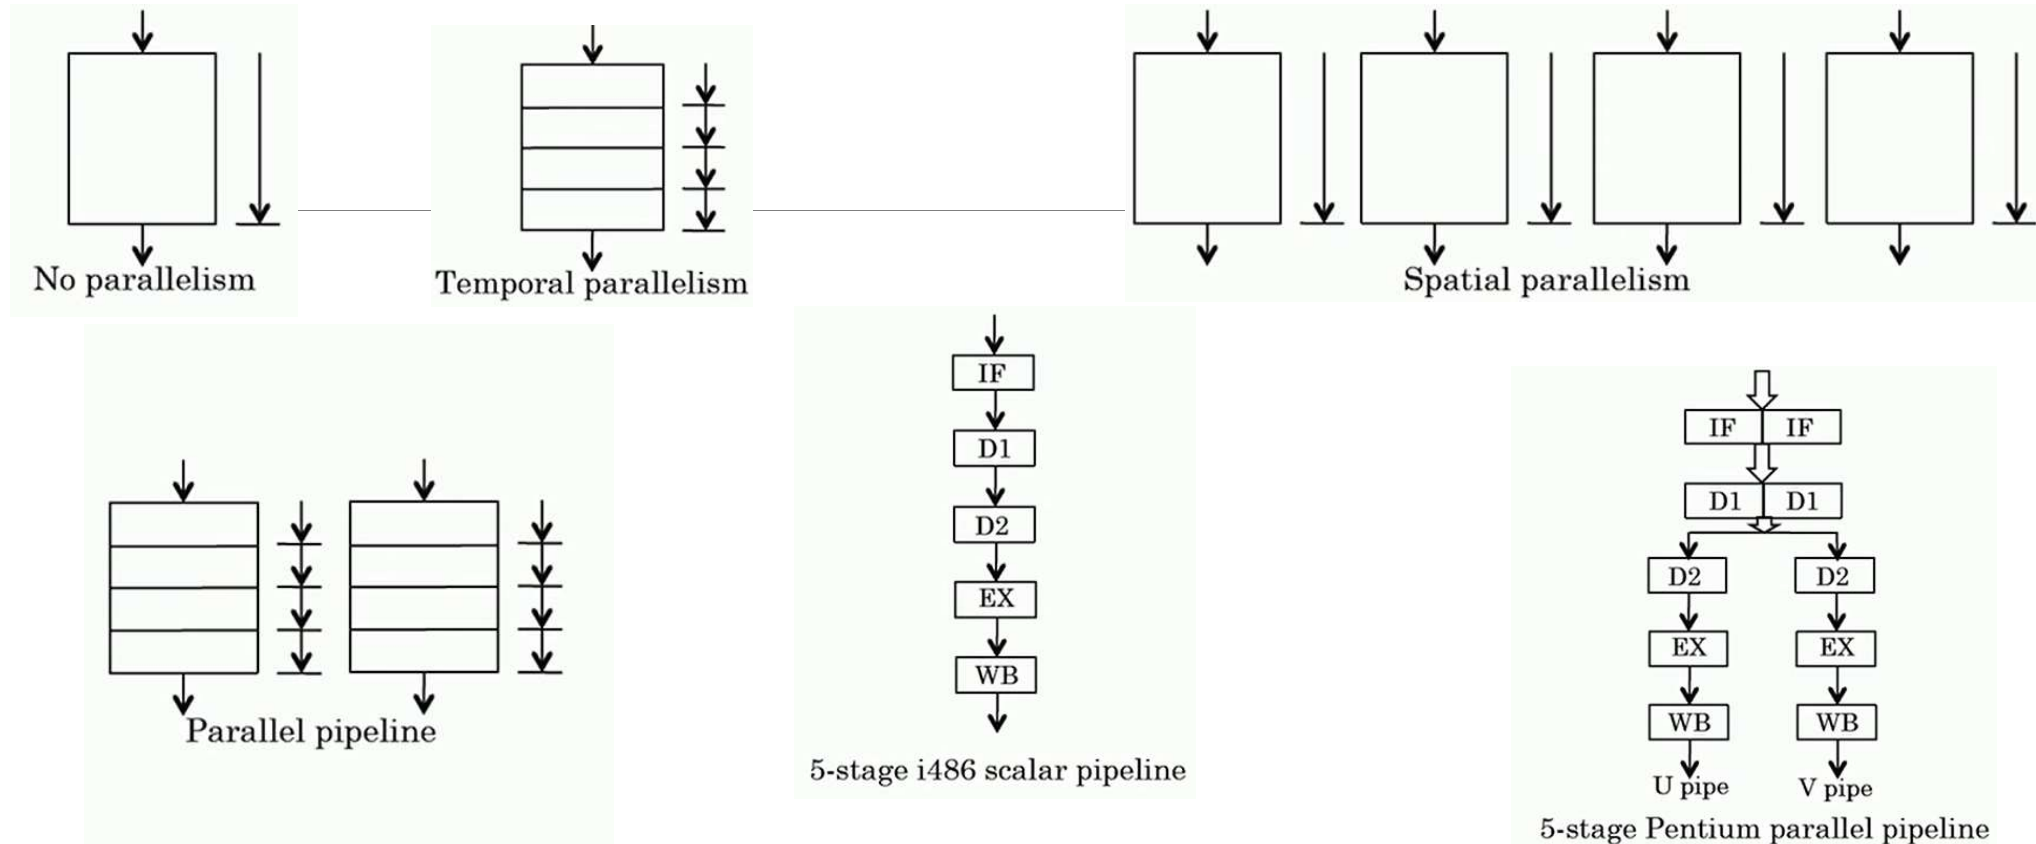 No parallelism
Temporal parallelism
Spatial parallelism
Parallel pipeline
IF
D1
D2
EX
WB
5-stage i486 scalar pipeline
IF IF
D1 D1
D2 D2
EX EX
WB WB
U pipe V pipe
5-stage Pentium parallel pipeline